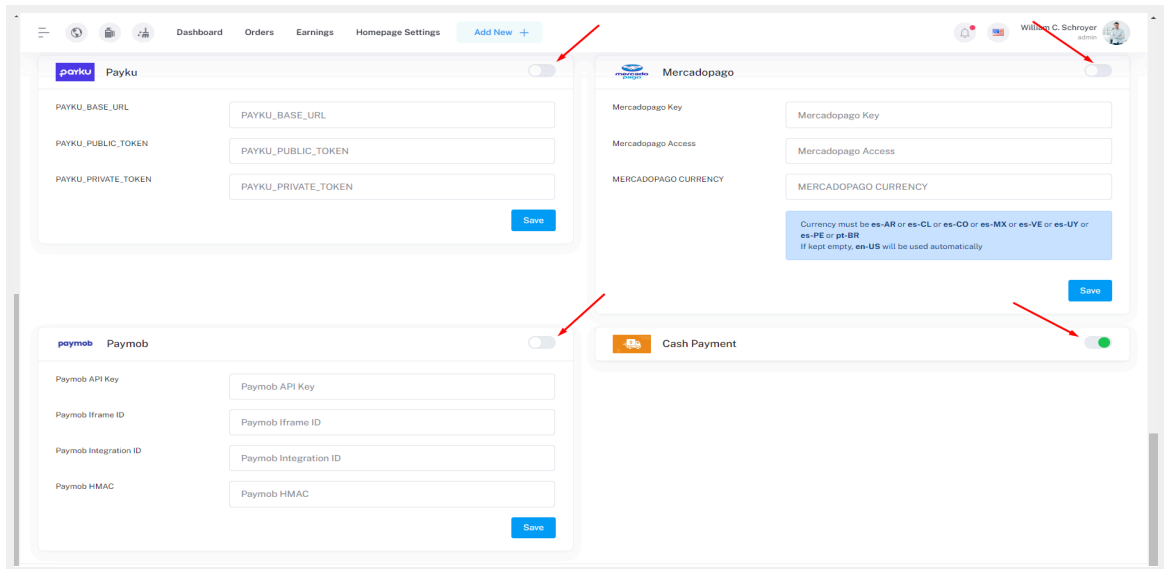 Dashboard Orders Earnings Homepage Settings Add New + William C. Schroyer
admin
payku Payku
PAYKU_BASE_URL PAYKU_BASE_URL
PAYKU_PUBLIC_TOKEN PAYKU_PUBLIC_TOKEN
PAYKU_PRIVATE_TOKEN PAYKU_PRIVATE_TOKEN
Save
mercado
pago
Mercadopago
Mercadopago Key Mercadopago Key
Mercadopago Access Mercadopago Access
MERCADOPAGO CURRENCY MERCADOPAGO CURRENCY
Currency must be es-AR or es-CL or es-CO or es-MX or es-VE or es-UY or
es-PE or pt-BR
If kept empty, en-US will be used automatically
Save
paymob Paymob
Paymob API Key Paymob API Key
Paymob Iframe ID Paymob Iframe ID
Paymob Integration ID Paymob Integration ID
Paymob HMAC Paymob HMAC
Save
Cash Payment